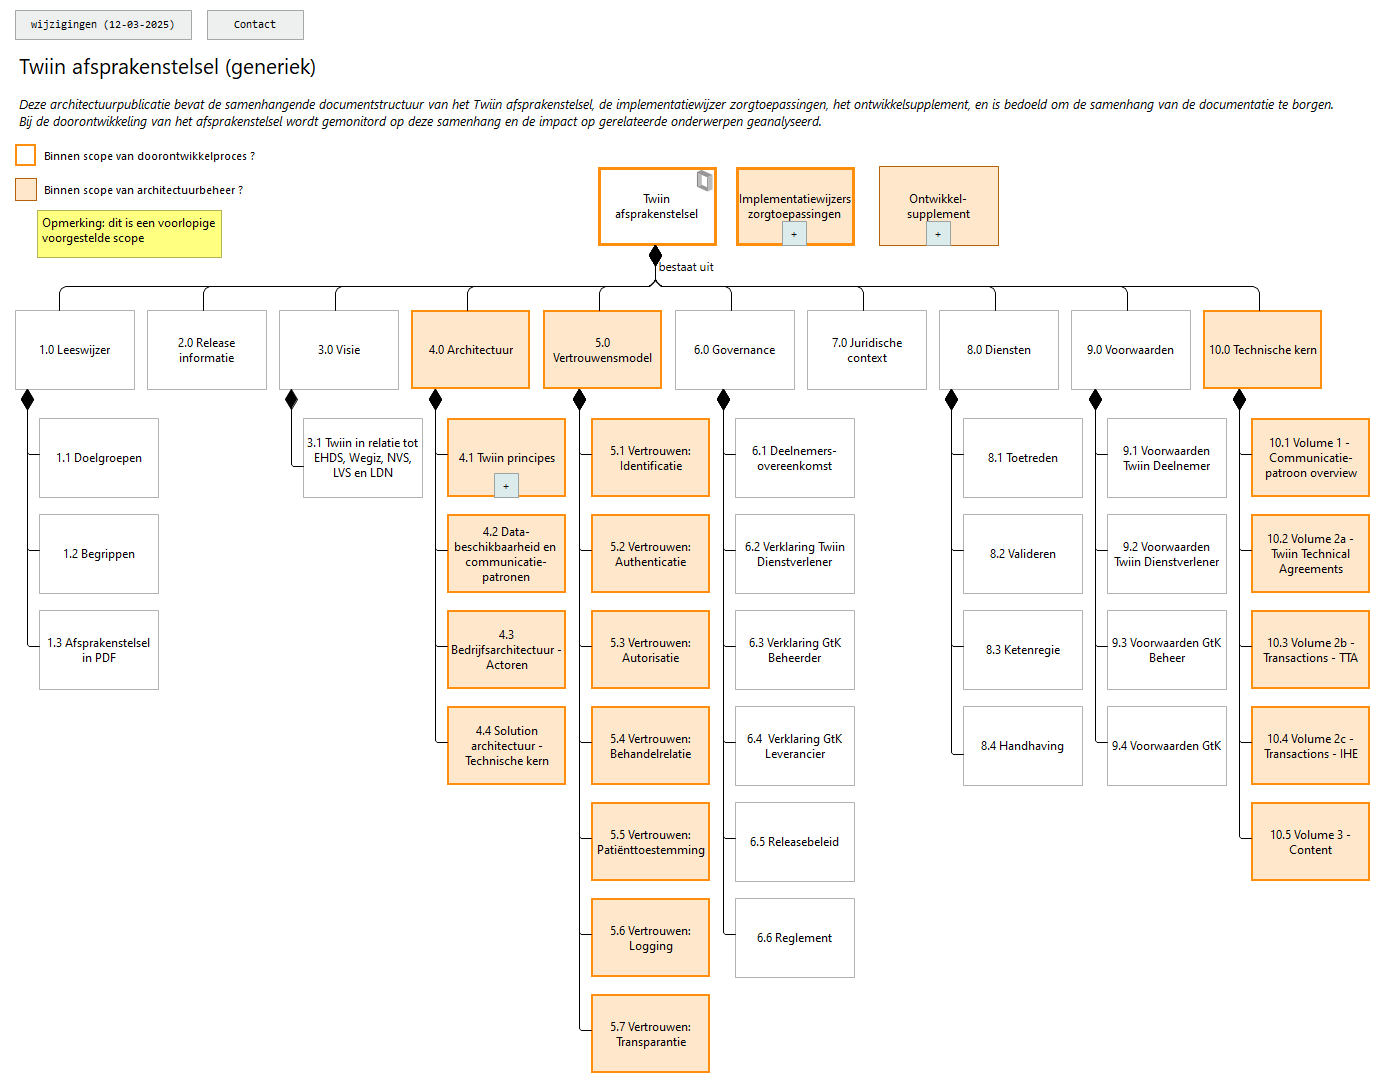 wijzigingen (12-03-2025)
Contact
Twiin afsprakenstelsel (generiek)
Deze architectuurpublicatie bevat de samenhangende documentstructuur van het Twiin afsprakenstelsel, de implementatiewijzer zorgtoepassingen, het ontwikkelsupplement, en is bedoeld om de samenhang van de documentatie te borgen.
Bij de doorontwikkeling van het afsprakenstelsel wordt gemonitord op deze samenhang en de impact op gerelateerde onderwerpen geanalyseerd.
Binnen scope van doorontwikkelproces ?
Binnen scope van architectuurbeheer ?
Opmerking: dit is een voorlopige
voorgestelde scope
Twiin
afsprakenstelsel
Implementatiewijzers
zorgtoepassingen
+
Ontwikkel-
supplement
+
bestaat uit
1.0 Leeswijzer
2.0 Release
informatie
3.0 Visie
4.0 Architectuur
5.0
Vertrouwensmodel
6.0 Governance
7.0 Juridische
context
8.0 Diensten
9.0 Voorwaarden
10.0 Technische kern
1.1 Doelgroepen
1.2 Begrippen
1.3 Afsprakenstelsel
in PDF
3.1 Twiin in relatie tot
EHDS, Wegiz, NVS,
LVS en LDN
4.1 Twiin principes
+
4.2 Data-
beschikbaarheid en
communicatie-
patronen
4.3
Bedrijfsarchitectuur -
Actoren
4.4 Solution
architectuur -
Technische kern
5.1 Vertrouwen:
Identificatie
5.2 Vertrouwen:
Authenticatie
5.3 Vertrouwen:
Autorisatie
5.4 Vertrouwen:
Behandelrelatie
5.5 Vertrouwen:
Patiënttoestemming
5.6 Vertrouwen:
Logging
5.7 Vertrouwen:
Transparantie
6.1 Deelnemers-
overeenkomst
6.2 Verklaring Twiin
Dienstverlener
6.3 Verklaring GtK
Beheerder
6.4  Verklaring GtK
Leverancier
6.5 Releasebeleid
6.6 Reglement
8.1 Toetreden
8.2 Valideren
8.3 Ketenregie
8.4 Handhaving
9.1 Voorwaarden
Twiin Deelnemer
9.2 Voorwaarden
Twiin Dienstverlener
9.3 Voorwaarden GtK
Beheer
9.4 Voorwaarden GtK
10.1 Volume 1 -
Communicatie-
patroon overview
10.2 Volume 2a -
Twiin Technical
Agreements
10.3 Volume 2b -
Transactions - TTA
10.4 Volume 2c -
Transactions - IHE
10.5 Volume 3 -
Content